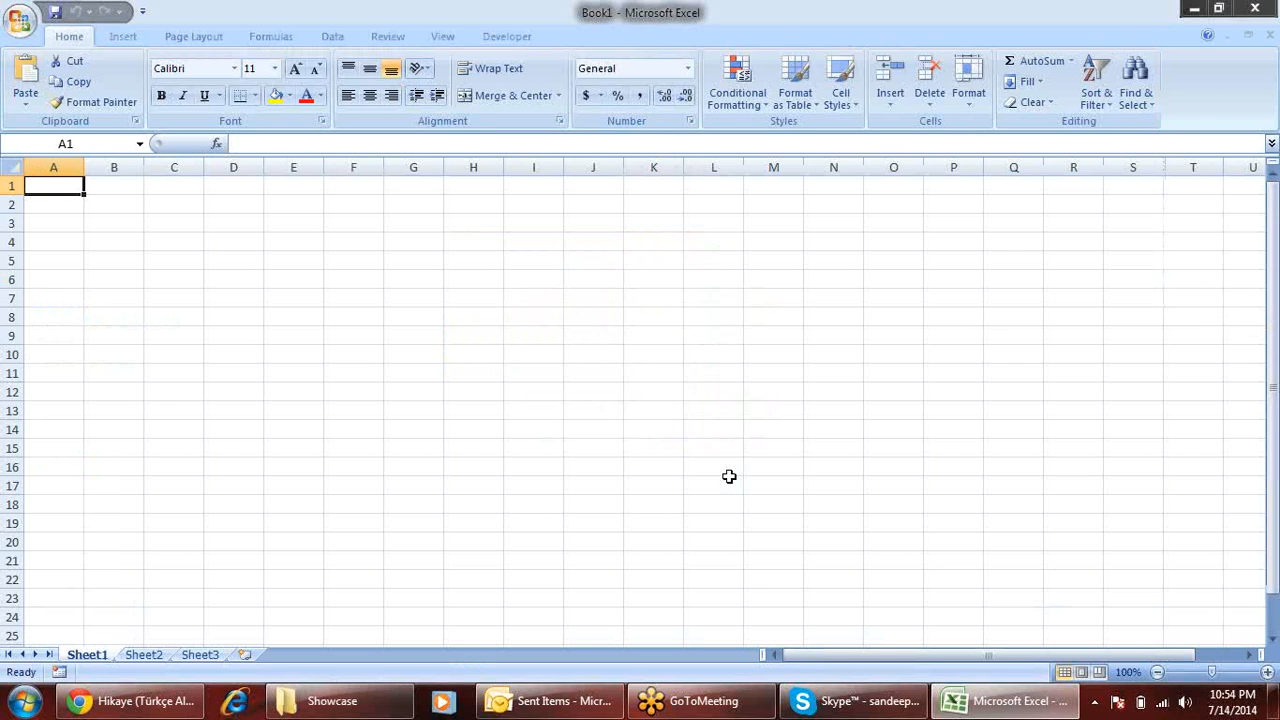 Book1 - Microsoft Excel
Home Insert Page Layout Formulas Data Review View Developer
Paste
Cut
Copy
Format Painter
Clipboard
Calibri 11
B I U A
Font
Wrap Text
Merge & Center
Alignment
General
$ % ,
Number
Conditional Formatting
Format as Table
Cell Styles
Styles
Insert Delete Format
Cells
Σ AutoSum
Fill
Clear
Sort & Filter
Find & Select
Editing
A1 fx
A B C D E F G H I J K L M N O P Q R S T U
1
2
3
4
5
6
7
8
9
10
11
12
13
14
15
16
17
18
19
20
21
22
23
24
25
Sheet1 Sheet2 Sheet3
Ready 100%
Hikaye (Türkçe Al... Showcase Sent Items - Micr... GoToMeeting Skype™ - sandeep... Microsoft Excel - ...
10:54 PM
7/14/2014